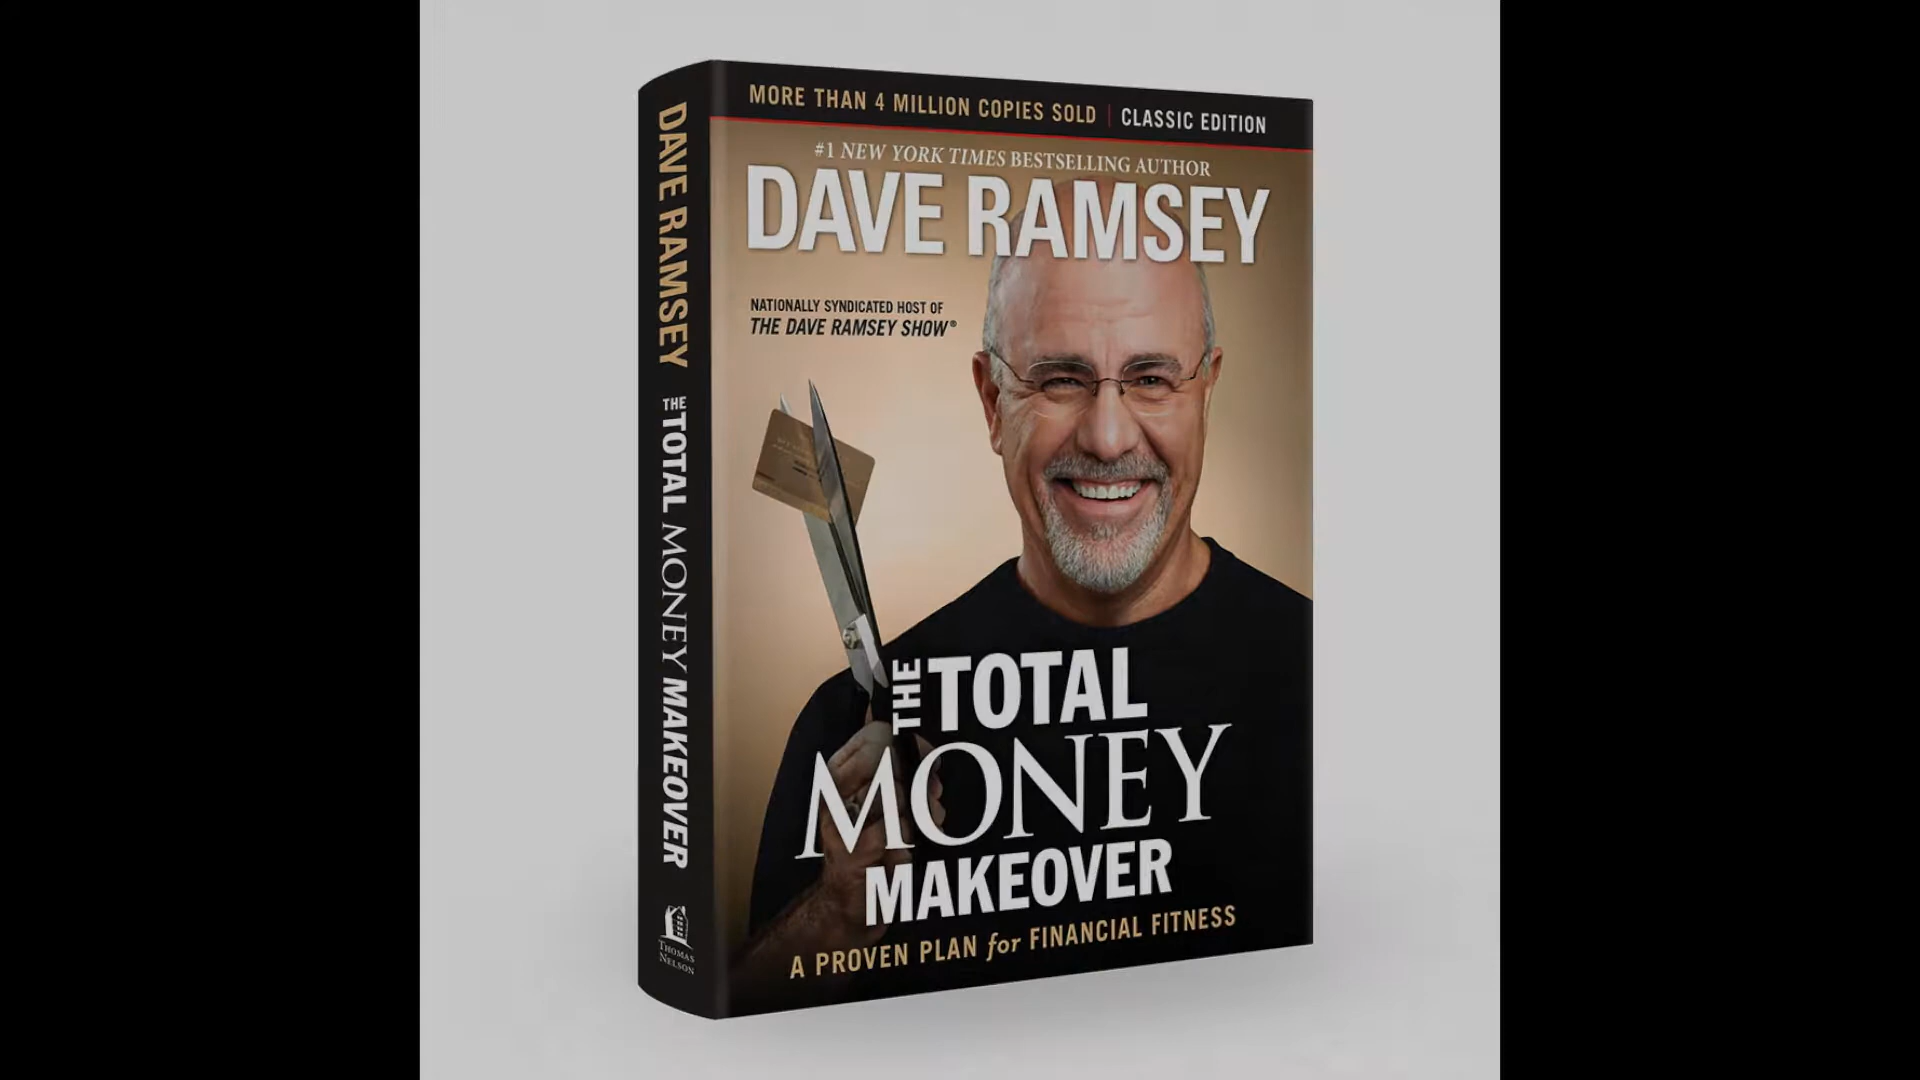 MORE THAN 4 MILLION COPIES SOLD | CLASSIC EDITION
#1 NEW YORK TIMES BESTSELLING AUTHOR
DAVE RAMSEY
NATIONALLY SYNDICATED HOST OF
THE DAVE RAMSEY SHOW®
THE TOTAL
MONEY
MAKEOVER
A PROVEN PLAN for FINANCIAL FITNESS
DAVE RAMSEY THE TOTAL MONEY MAKEOVER
THOMAS
NELSON